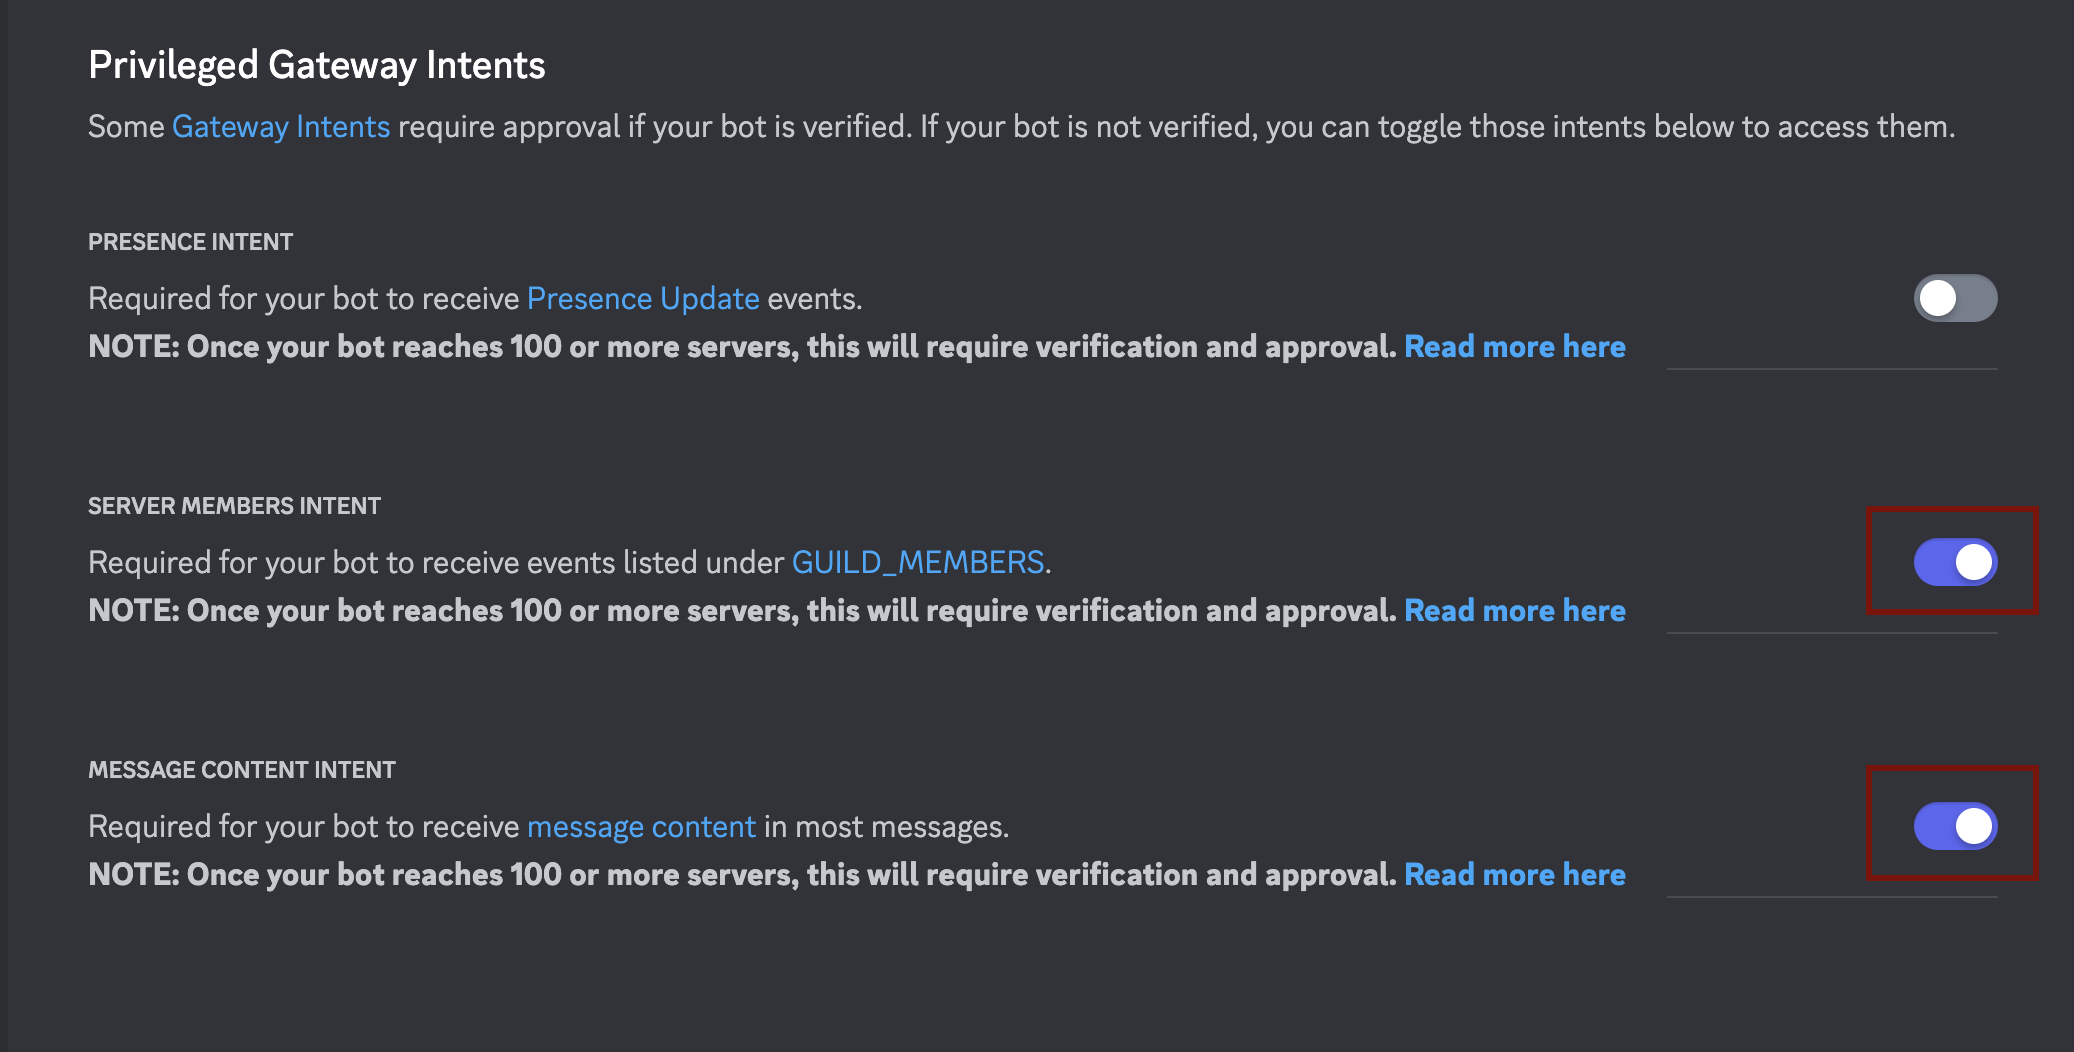 Privileged Gateway Intents
Some Gateway Intents require approval if your bot is verified. If your bot is not verified, you can toggle those intents below to access them.
PRESENCE INTENT
Required for your bot to receive Presence Update events.
NOTE: Once your bot reaches 100 or more servers, this will require verification and approval. Read more here
SERVER MEMBERS INTENT
Required for your bot to receive events listed under GUILD_MEMBERS.
NOTE: Once your bot reaches 100 or more servers, this will require verification and approval. Read more here
MESSAGE CONTENT INTENT
Required for your bot to receive message content in most messages.
NOTE: Once your bot reaches 100 or more servers, this will require verification and approval. Read more here